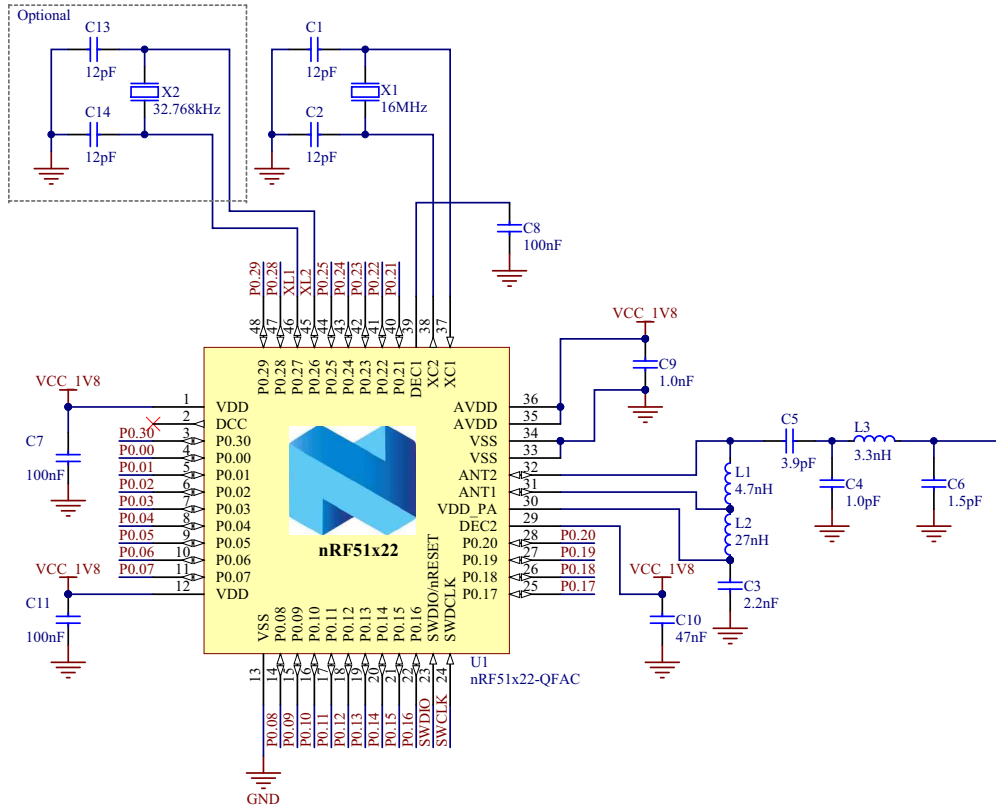 Optional
C13
12pF
X2
32.768kHz
C14
12pF
C1
12pF
X1
16MHz
C2
12pF
C8
100nF
P0.29
P0.28
XL1
XL2
P0.25
P0.24
P0.23
P0.22
P0.21
48
47
46
45
44
43
42
41
40
39
38
37
P0.29
P0.28
P0.27
P0.26
P0.25
P0.24
P0.23
P0.22
P0.21
DEC1
XC2
XC1
VCC_1V8
C7
100nF
1 VDD
2 DCC
P0.30 3 P0.30
P0.00 4 P0.00
P0.01 5 P0.01
P0.02 6 P0.02
P0.03 7 P0.03
P0.04 8 P0.04
P0.05 9 P0.05
P0.06 10 P0.06
P0.07 11 P0.07
12 VDD
VCC_1V8
C11
100nF
nRF51x22
VCC_1V8
C9
1.0nF
AVDD 36
AVDD 35
VSS 34
VSS 33
ANT2 32
ANT1 31
VDD_PA 30
DEC2 29
P0.20 28 P0.20
P0.19 27 P0.19
P0.18 26 P0.18
P0.17 25 P0.17
C5
3.9pF
L3
3.3nH
L1
4.7nH
C4
1.0pF
C6
1.5pF
L2
27nH
C3
2.2nF
VCC_1V8
C10
47nF
VSS
P0.08
P0.09
P0.10
P0.11
P0.12
P0.13
P0.14
P0.15
P0.16
SWDIO/nRESET
SWDCLK
U1
nRF51x22-QFAC
13
14
15
16
17
18
19
20
21
22
23
24
P0.08
P0.09
P0.10
P0.11
P0.12
P0.13
P0.14
P0.15
P0.16
SWDIO
SWCLK
GND